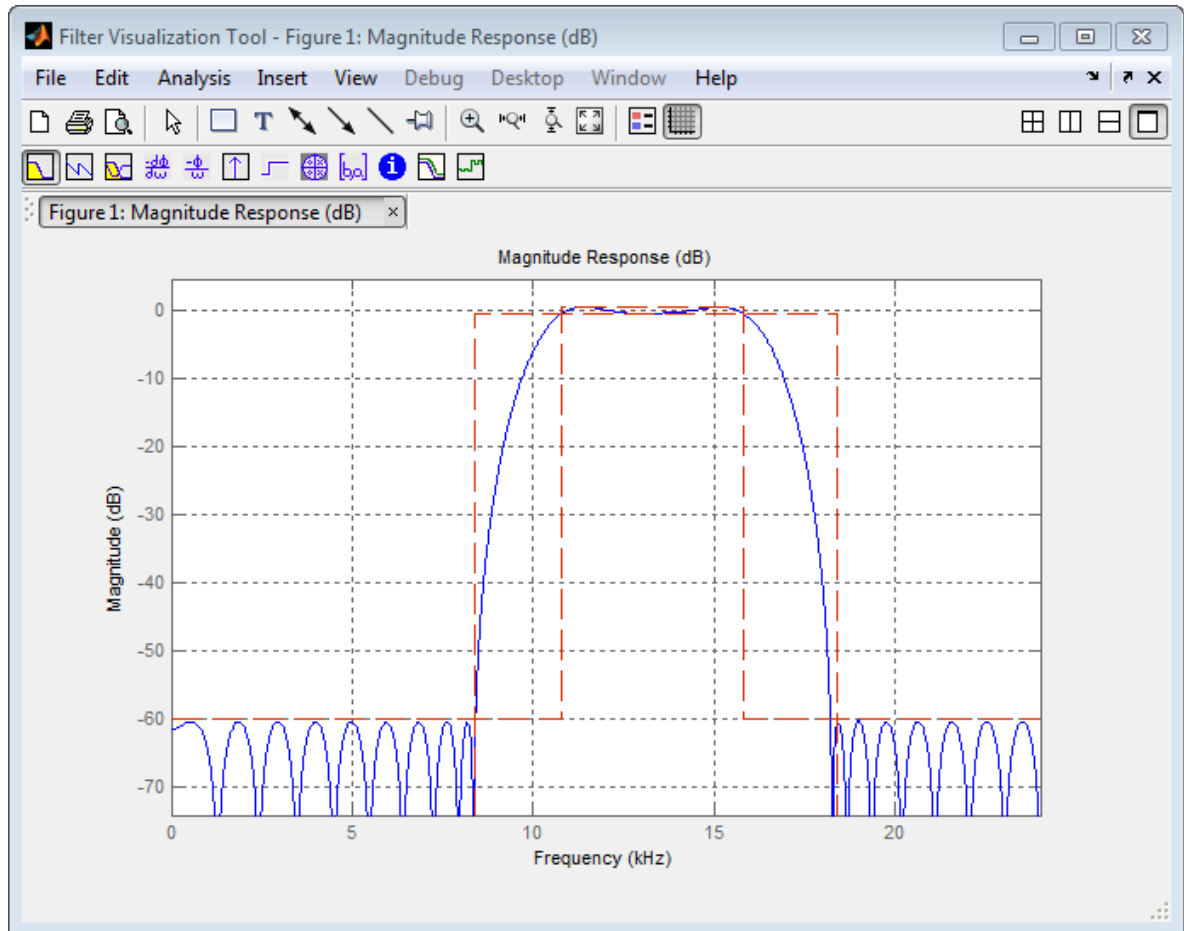 Filter Visualization Tool - Figure 1: Magnitude Response (dB)
File Edit Analysis Insert View Debug Desktop Window Help
Figure 1: Magnitude Response (dB)
Magnitude Response (dB)
0
-10
-20
-30
-40
-50
-60
-70
Magnitude (dB)
0 5 10 15 20
Frequency (kHz)